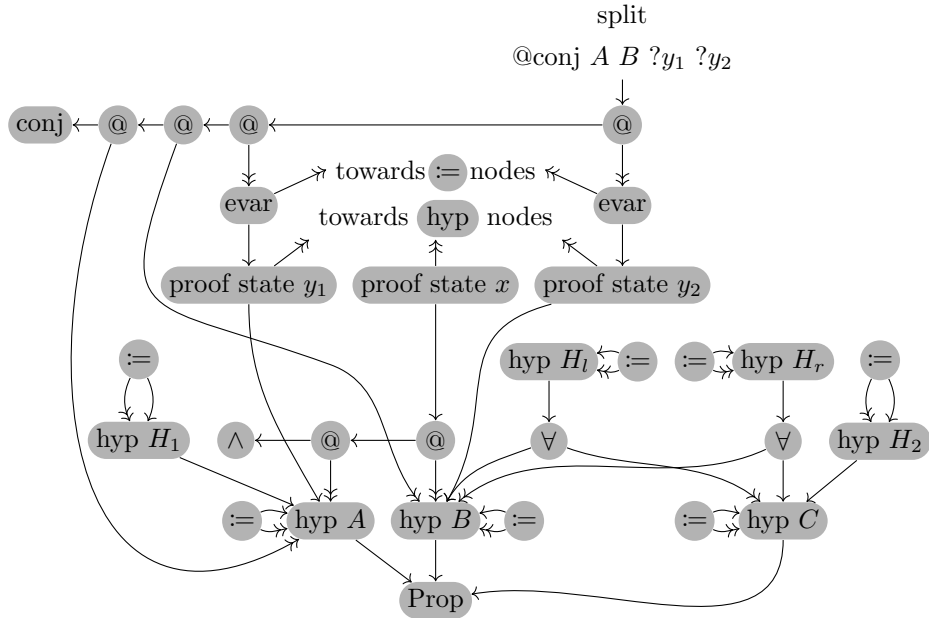 split
@conj A B ?y₁ ?y₂
conj @ @ @ @
towards := nodes
evar evar
towards hyp nodes
proof state y₁ proof state x proof state y₂
:= hyp Hₗ := := hyp Hᵣ :=
hyp H₁ ∧ @ @ ∀ ∀ hyp H₂
:= hyp A hyp B := := hyp C
Prop